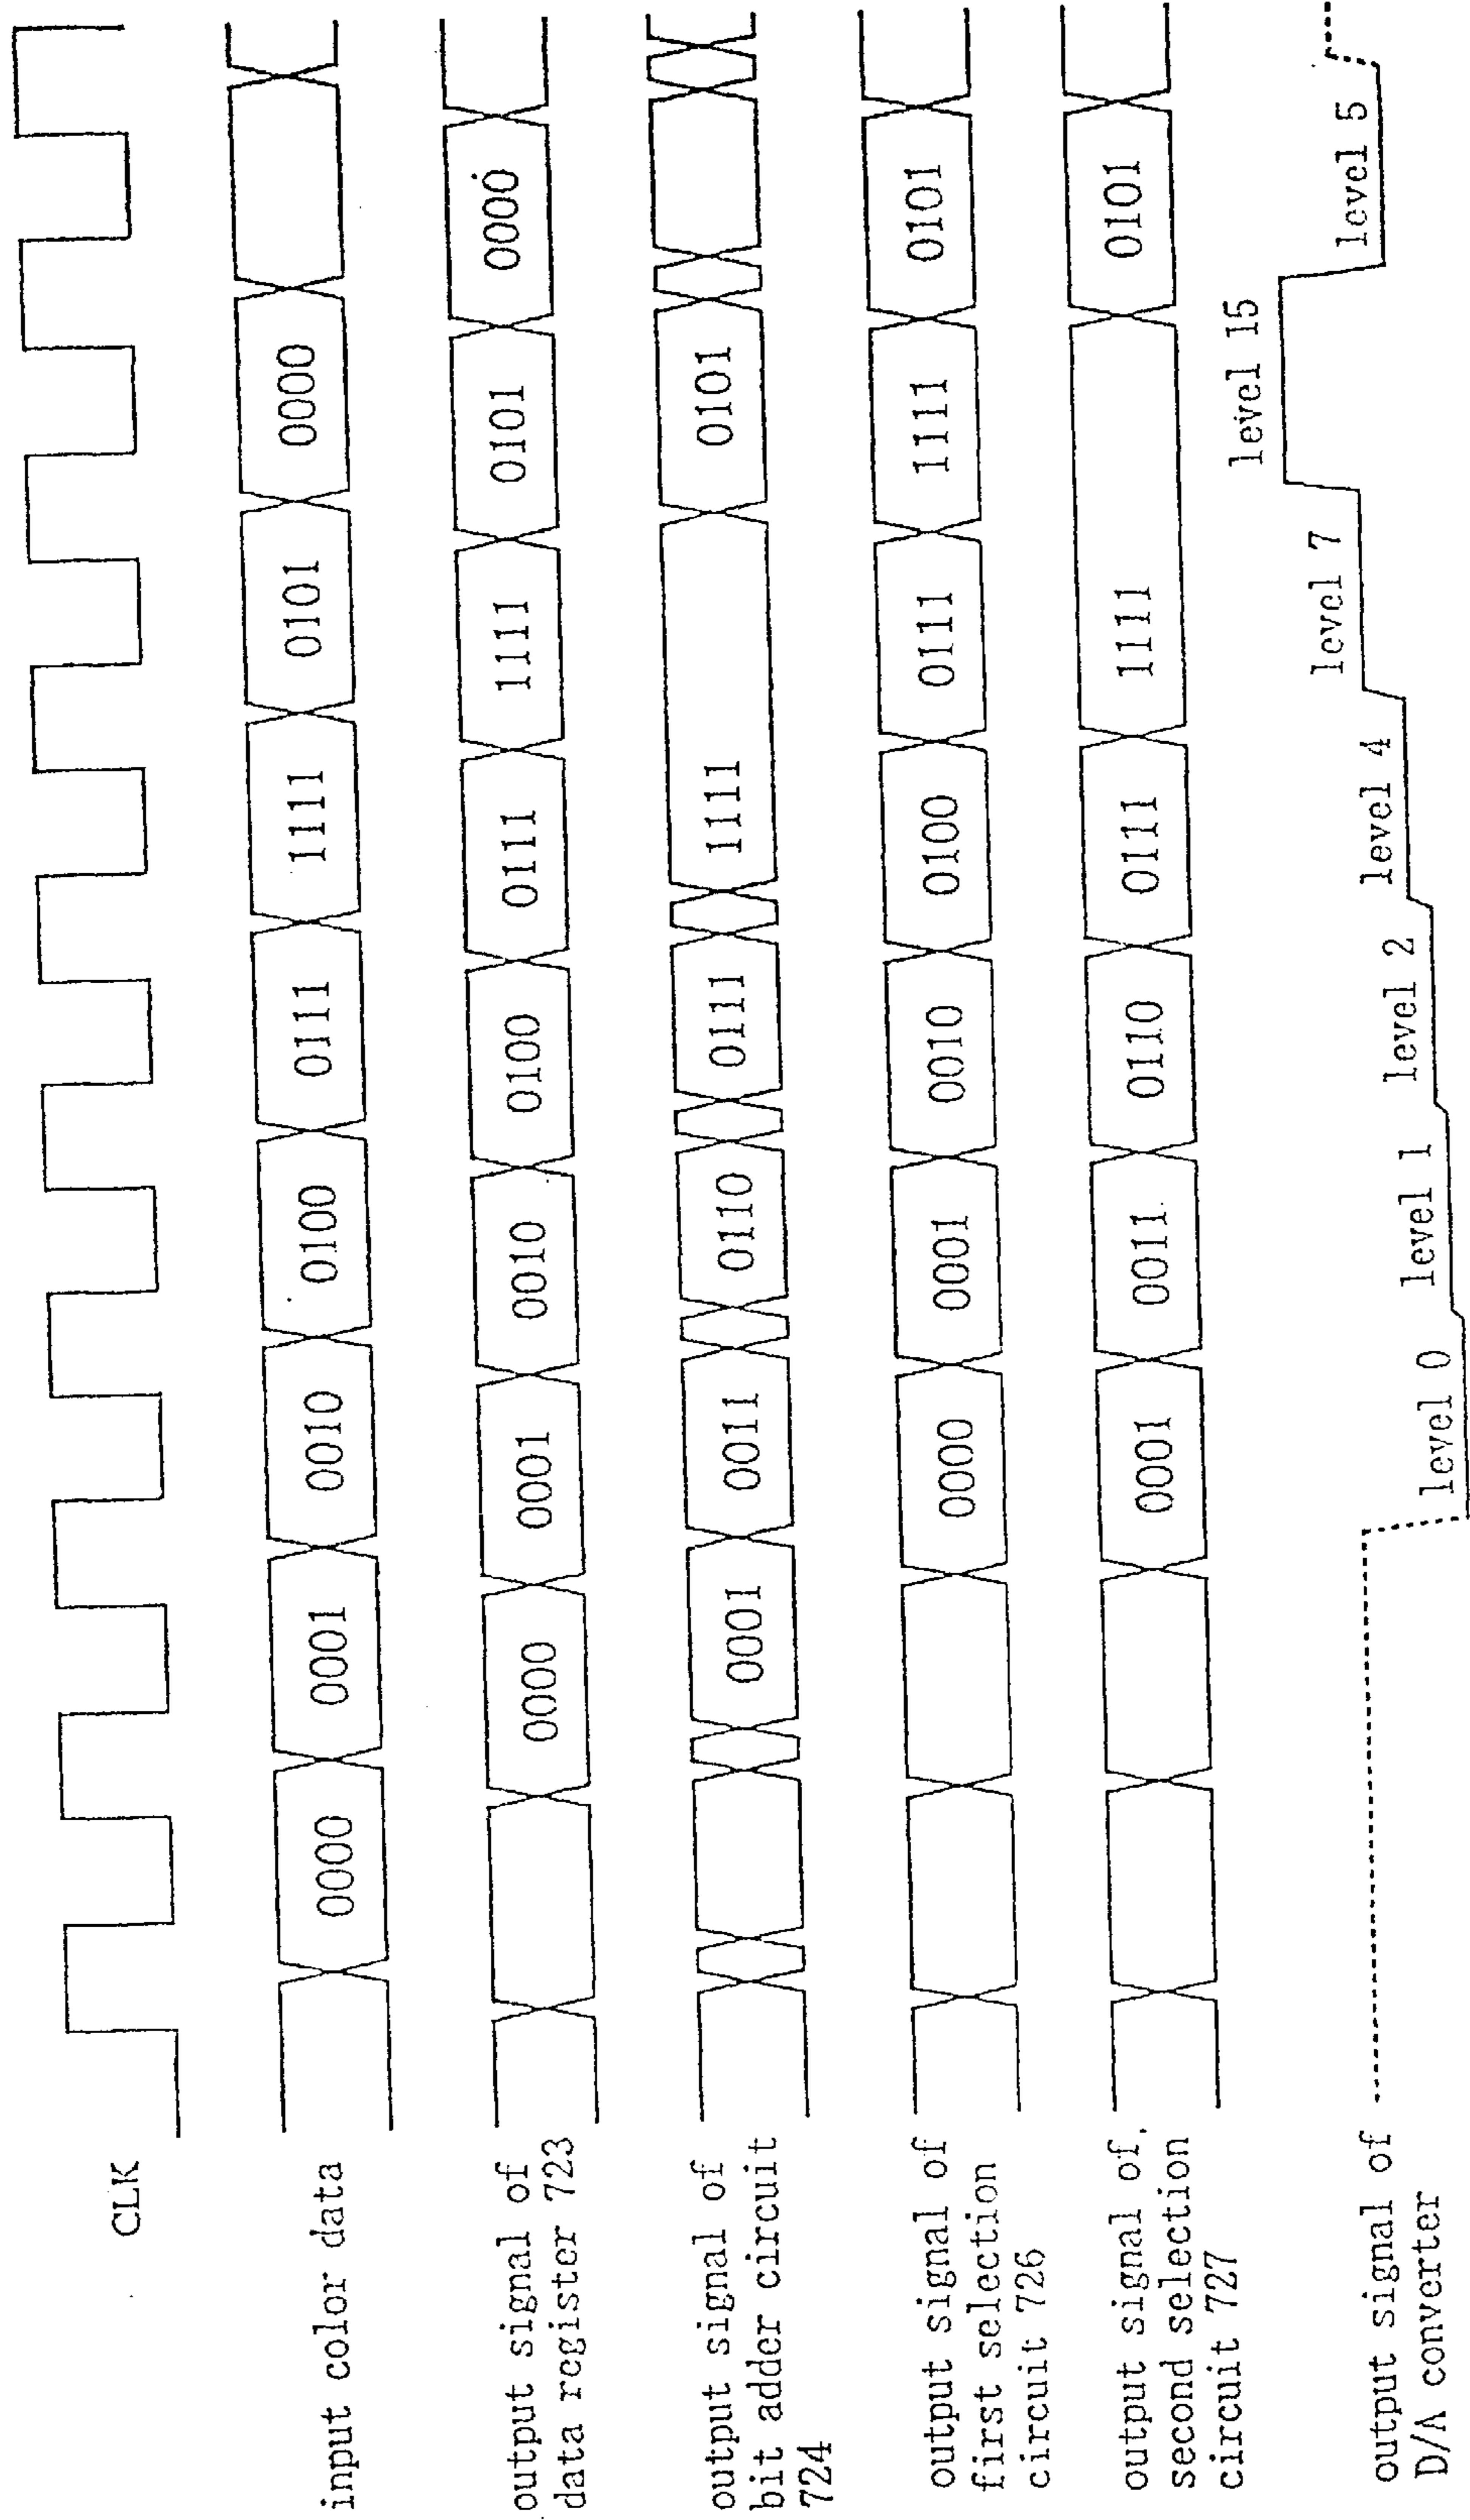 CLK
input color data
0000
0001
0010
0100
0111
1111
0101
0000
output signal of
data register 723
0000
0001
0010
0100
0111
1111
0101
0000
output signal of
bit adder circuit
724
0001
0011
0110
0111
1111
0101
output signal of
first selection
circuit 726
0000
0001
0010
0100
0111
1111
0101
output signal of
second selection
circuit 727
0001
0011
0110
0111
1111
0101
output signal of
D/A converter
level 0
level 1
level 2
level 4
level 7
level 15
level 5